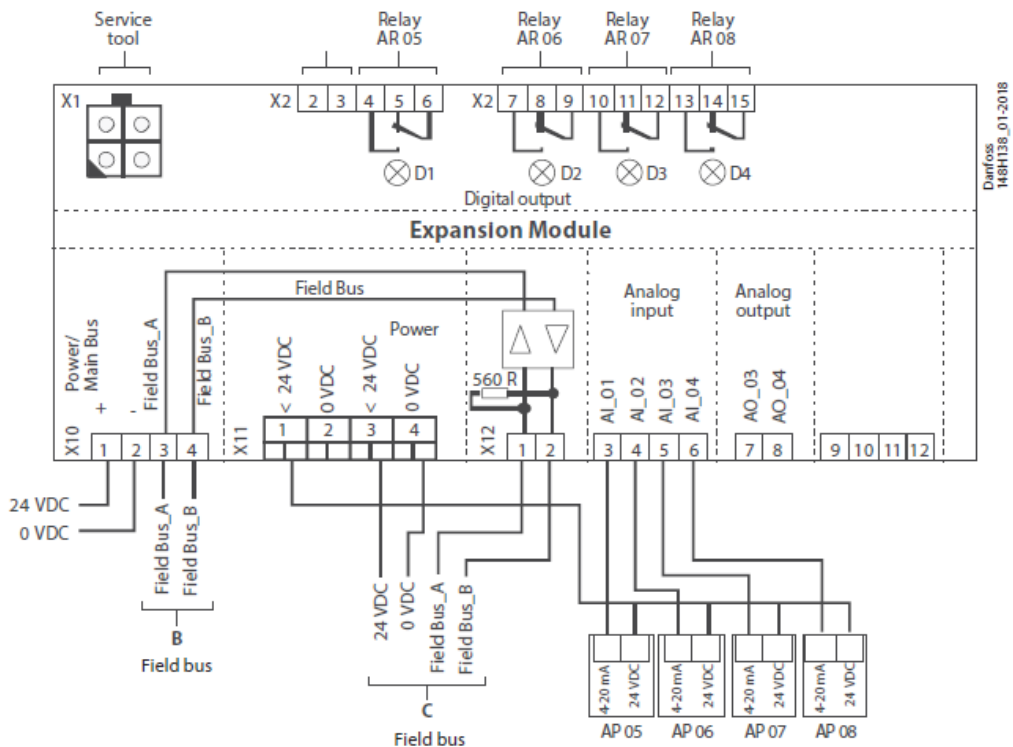 Service
tool
Relay
AR 05
Relay
AR 06
Relay
AR 07
Relay
AR 08
X1
X2 2 3 4 5 6
X2 7 8 9 10 11 12 13 14 15
D1
D2
D3
D4
Digital output
Danfoss
148H138_01-2018
Expansion Module
Field Bus
Power/
Main Bus
+
-
Field Bus_A
Field Bus_B
Power
< 24 VDC
0 VDC
< 24 VDC
0 VDC
560 R
Analog
input
AI_01
AI_02
AI_03
AI_04
Analog
output
AO_03
AO_04
X10 1 2 3 4
X11 1 2 3 4
X12 1 2 3 4 5 6 7 8 9 10 11 12
24 VDC
0 VDC
Field Bus_A
Field Bus_B
B
Field bus
24 VDC
0 VDC
Field Bus_A
Field Bus_B
C
Field bus
4-20 mA
24 VDC
AP 05
4-20 mA
24 VDC
AP 06
4-20 mA
24 VDC
AP 07
4-20 mA
24 VDC
AP 08